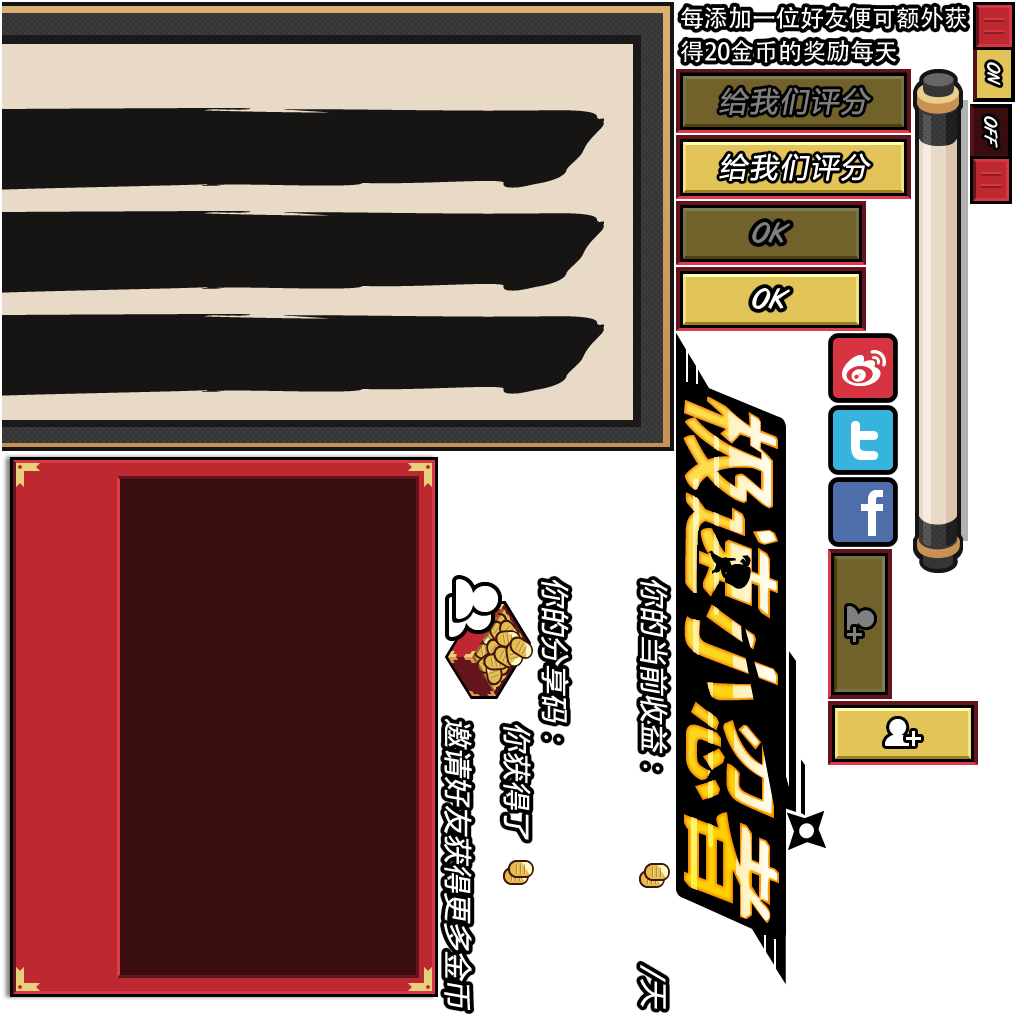 每添加一位好友便可额外获
得20金币的奖励每天
ON
OFF
给我们评分
给我们评分
OK
OK
极速小忍者
你的当前收益：
/天
你的分享码：
你获得了
邀请好友获得更多金币